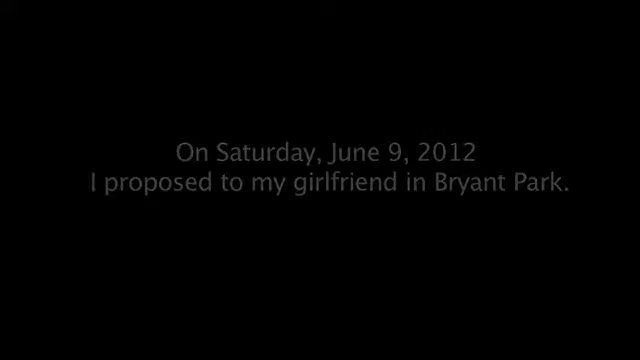 On Saturday, June 9, 2012
I proposed to my girlfriend in Bryant Park.